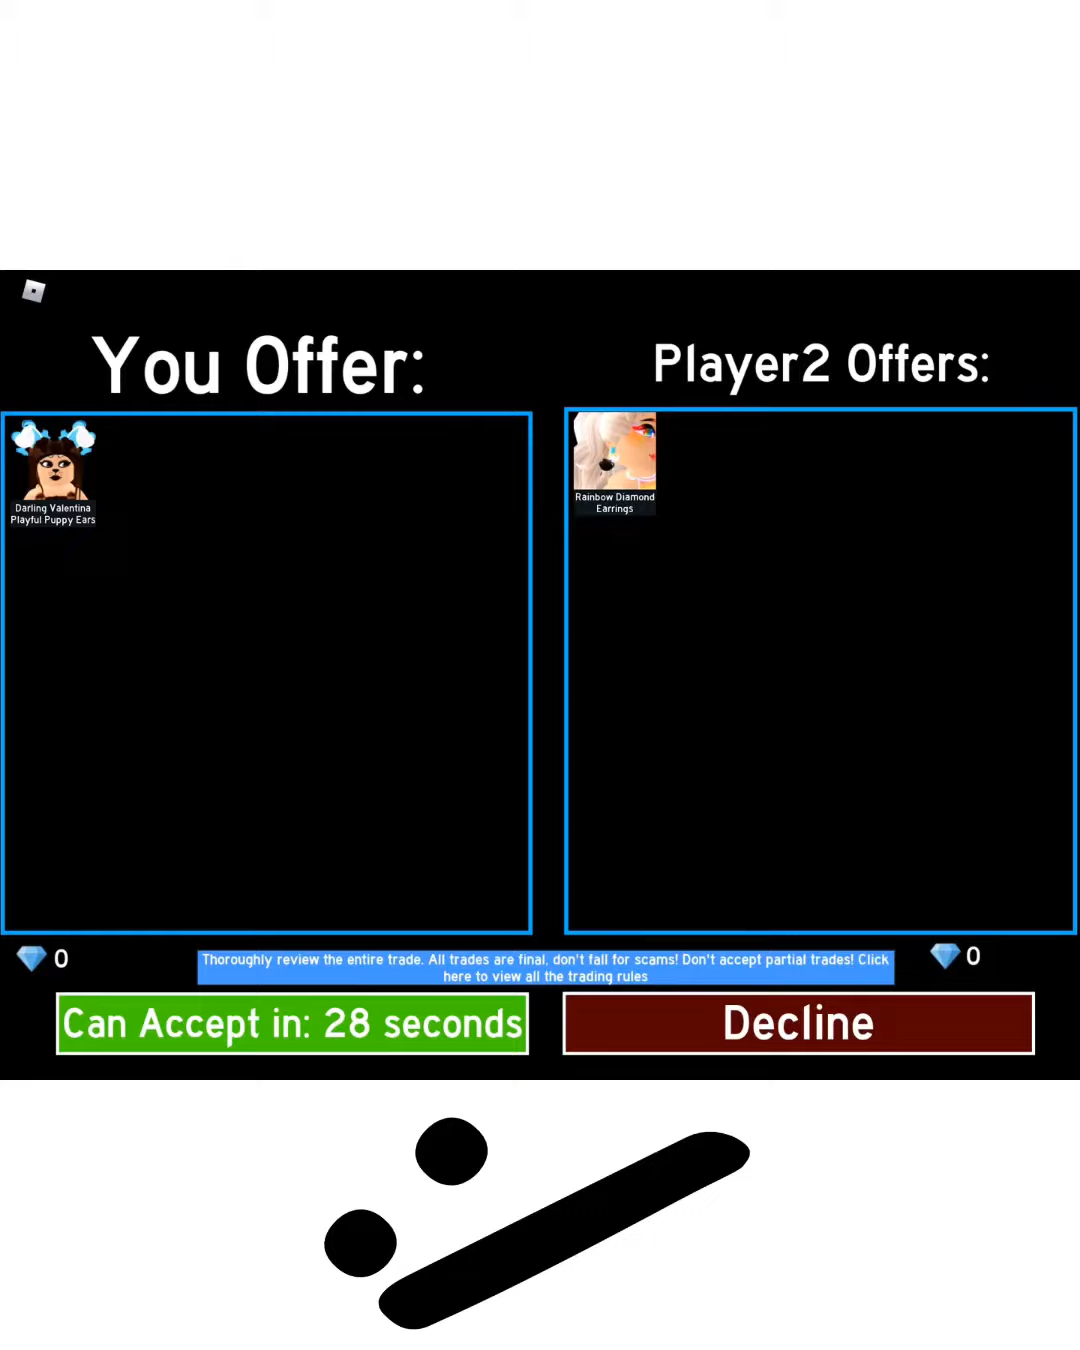 You Offer:
Player2 Offers:
Darling Valentina
Playful Puppy Ears
Rainbow Diamond
Earrings
0
Thoroughly review the entire trade. All trades are final, don't fall for scams! Don't accept partial trades! Click
here to view all the trading rules
0
Can Accept in: 28 seconds
Decline